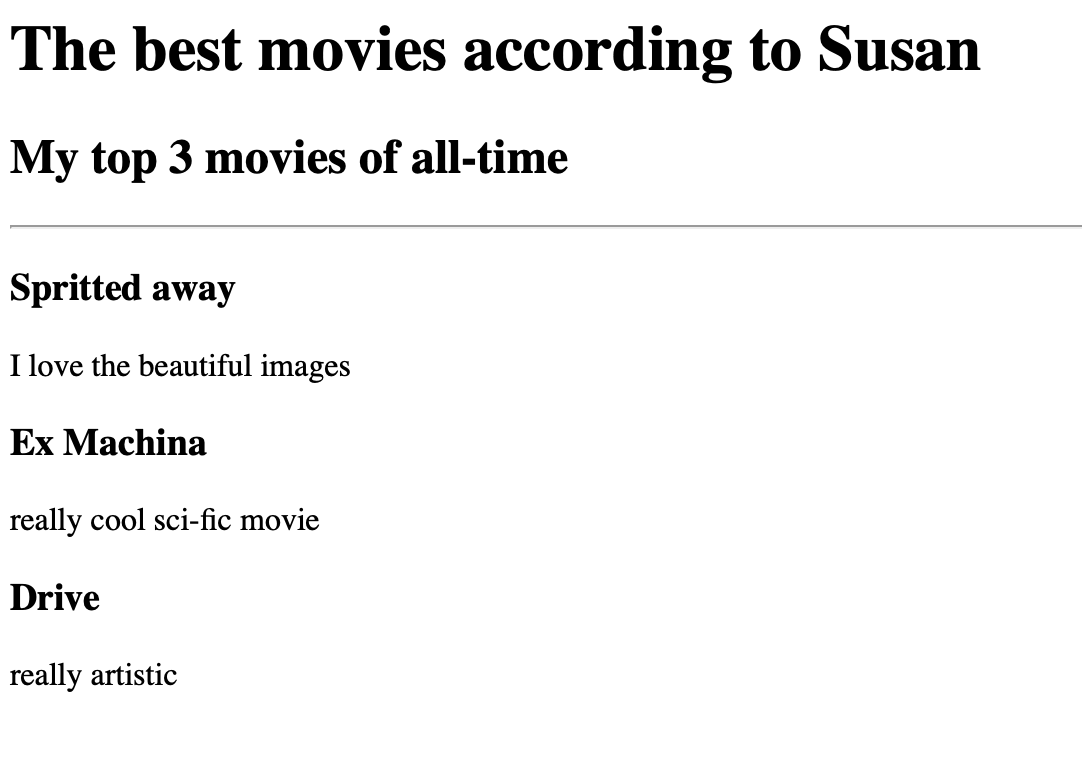 The best movies according to Susan
My top 3 movies of all-time
Spritted away
I love the beautiful images
Ex Machina
really cool sci-fic movie
Drive
really artistic